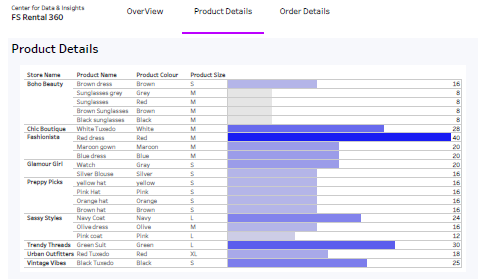 Center for Data & Insights
FS Rental 360
OverView Product Details Order Details
Product Details
Store Name Product Name Product Colour Product Size
Boho Beauty Brown dress Brown S 16
Sunglasses grey Grey M 8
Sunglasses Red M 8
Brown Sunglasses Brown M 8
Black sunglasses Black M 8
Chic Boutique White Tuxedo White M 28
Fashionista Red dress Red M 40
Maroon gown Maroon M 20
Blue dress Blue M 20
Glamour Girl Watch Grey S 20
Silver Blouse Silver S 16
Preppy Picks yellow hat yellow S 16
Pink Hat Pink S 16
Orange hat Orange S 16
Brown hat Brown S 16
Sassy Styles Navy Coat Navy L 24
Olive dress Olive M 16
Pink coat Pink L 12
Trendy Threads Green Suit Green L 30
Urban Outfitters Red Tuxedo Red XL 18
Vintage Vibes Black Tuxedo Black S 25